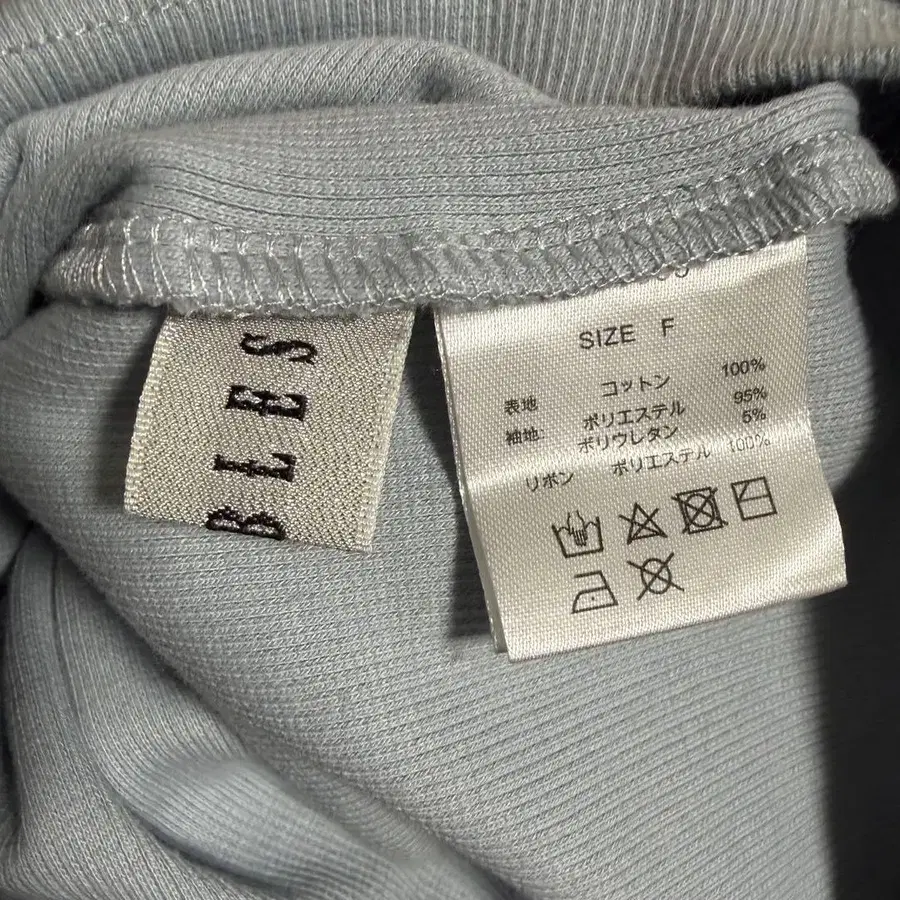 BLES
SIZE F
表地 コットン 100%
袖地 ポリエステル 95%
ポリウレタン 5%
リボン ポリエステル 100%